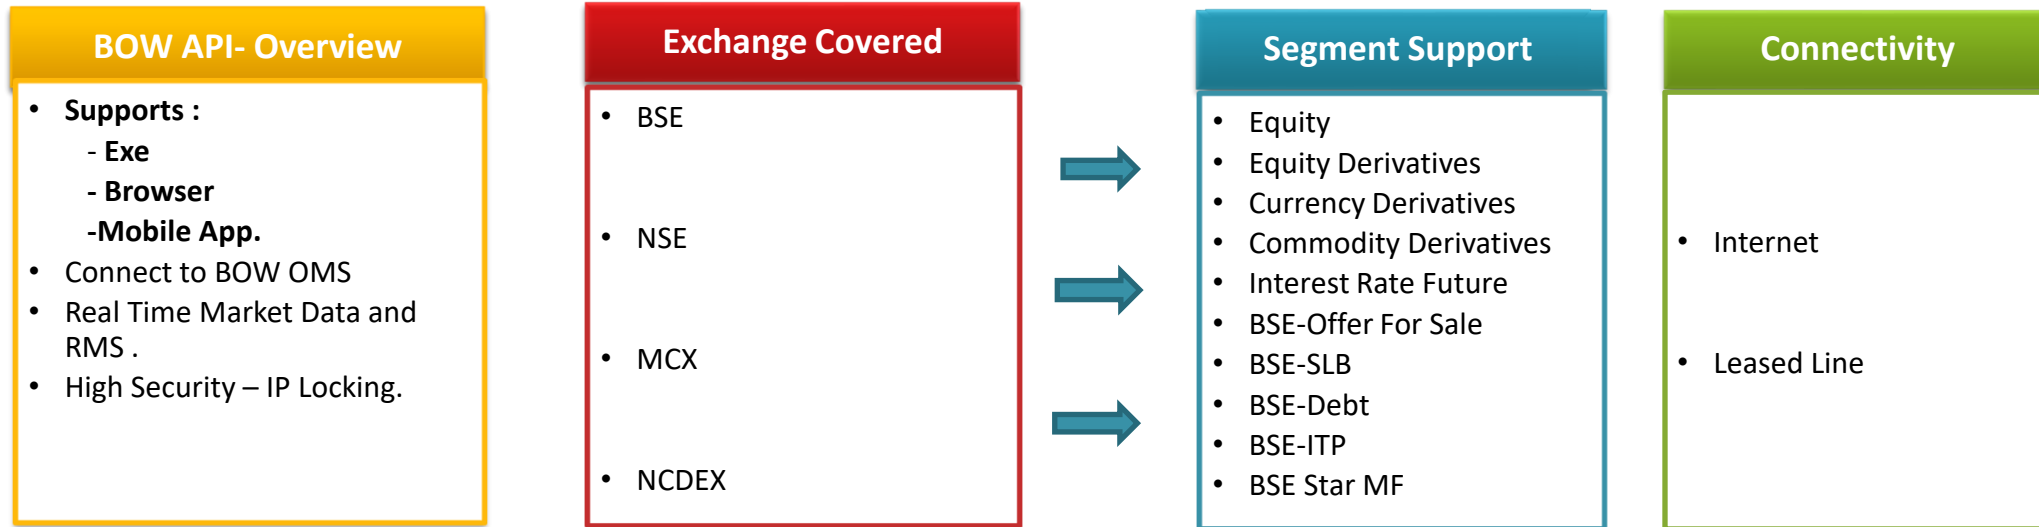 BOW API- Overview
• Supports :
- Exe
- Browser
-Mobile App.
• Connect to BOW OMS
• Real Time Market Data and
RMS .
• High Security – IP Locking.
Exchange Covered
• BSE
• NSE
• MCX
• NCDEX
Segment Support
• Equity
• Equity Derivatives
• Currency Derivatives
• Commodity Derivatives
• Interest Rate Future
• BSE-Offer For Sale
• BSE-SLB
• BSE-Debt
• BSE-ITP
• BSE Star MF
Connectivity
• Internet
• Leased Line